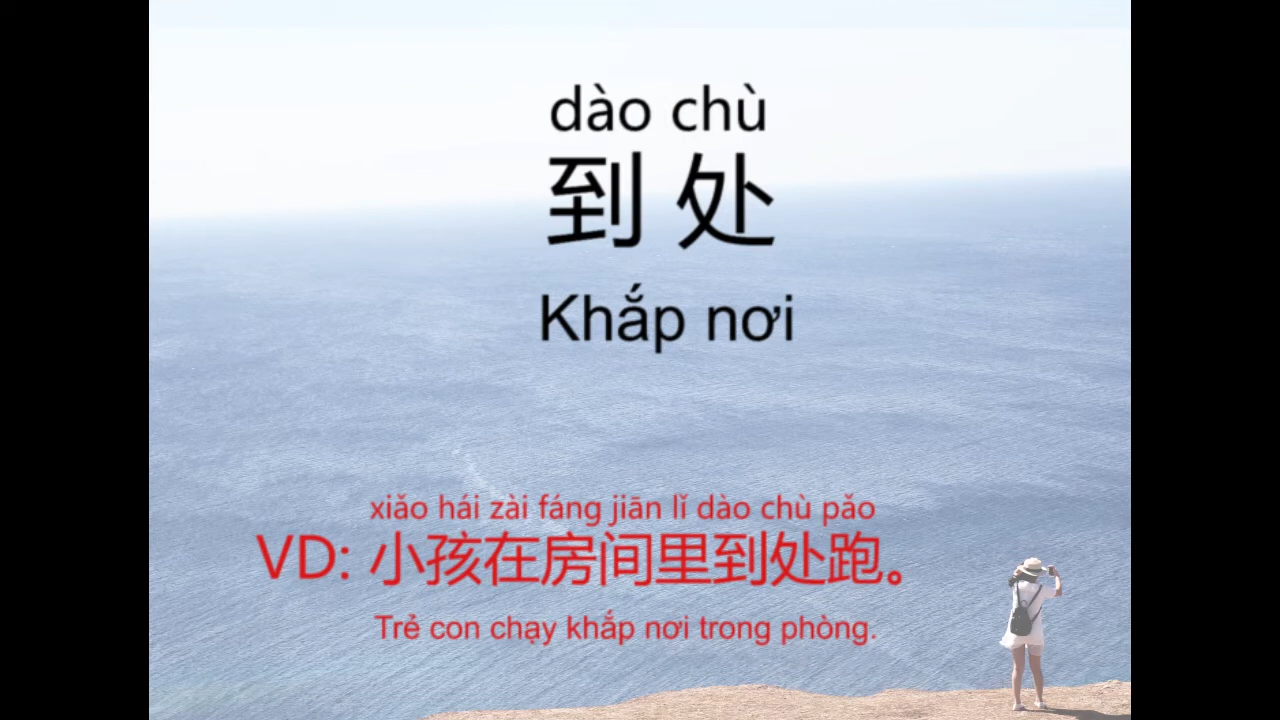 dào chù
到处
Khắp nơi
xiǎo hái zài fáng jiān lǐ dào chù pǎo
VD: 小孩在房间里到处跑。
Trẻ con chạy khắp nơi trong phòng.